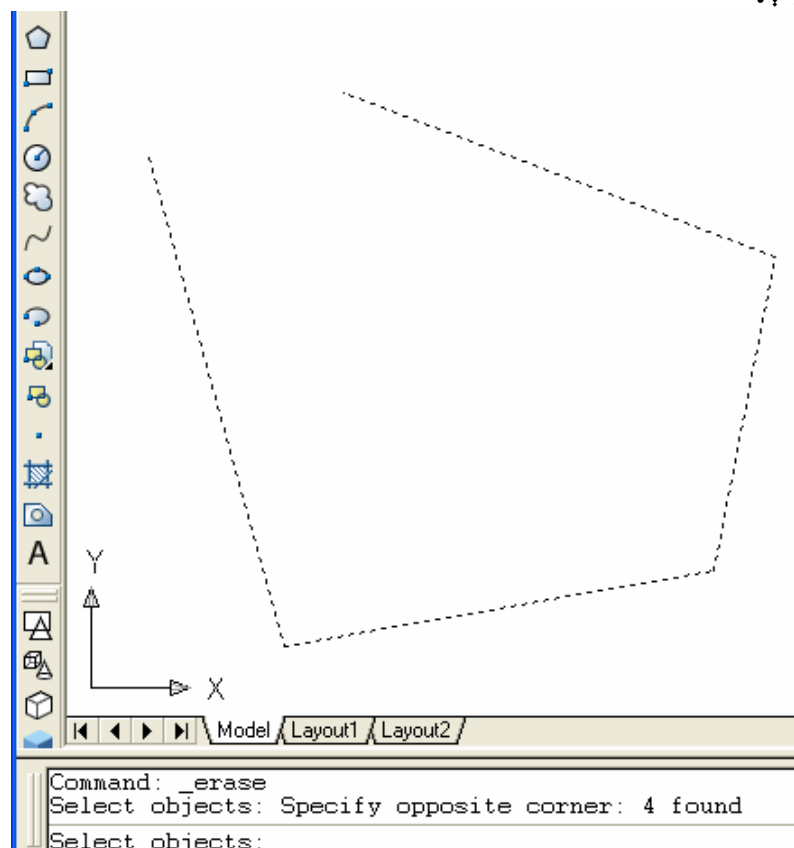 A
Y
X
Model Layout1 Layout2
Command: _erase
Select objects: Specify opposite corner: 4 found
Select objects: